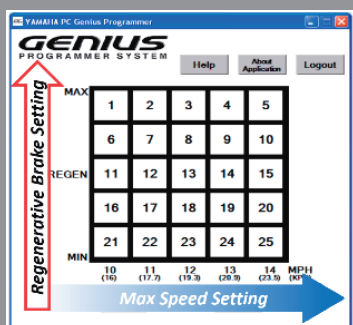 YAMAHA PC Genius Programmer
GENIUS
PROGRAMMER SYSTEM
Help
About Application
Logout
Regenerative Brake Setting
MAX
1 2 3 4 5
6 7 8 9 10
REGEN 11 12 13 14 15
16 17 18 19 20
21 22 23 24 25
MIN
10 11 12 13 14 MPH
(16) (17.7) (19.3) (20.9) (23.5) (KP
Max Speed Setting